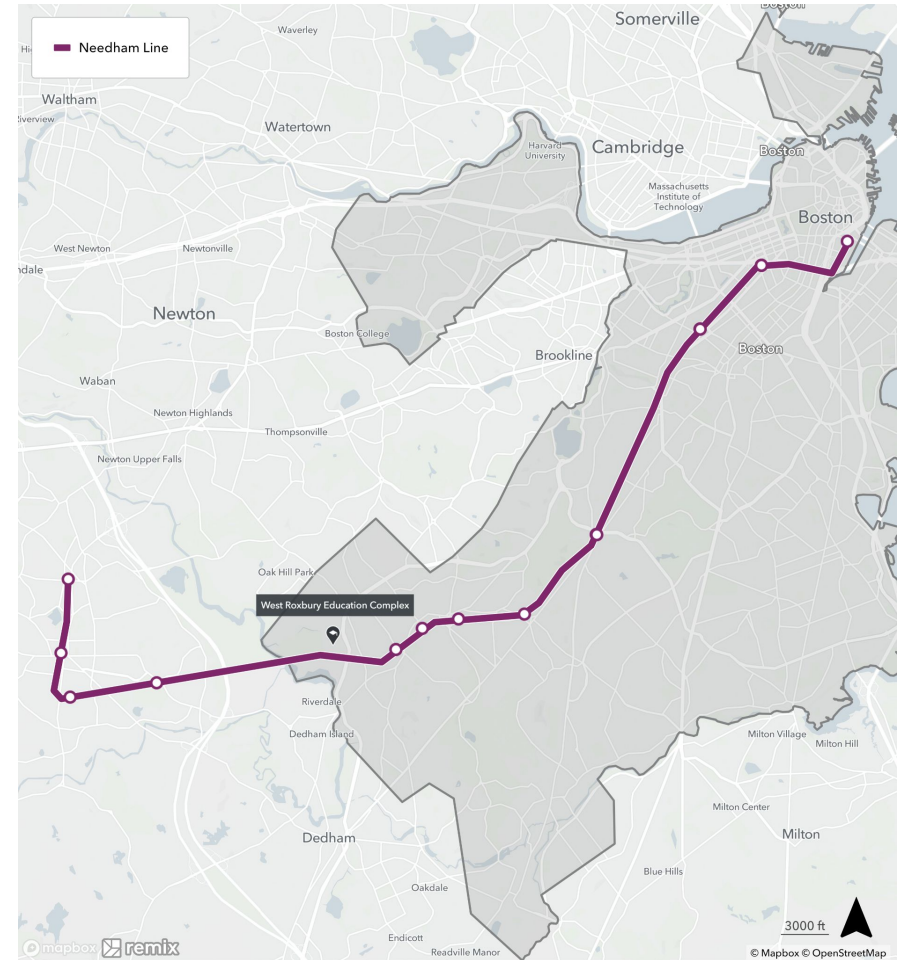 Boston
Somerville
Needham Line
Waverley
Waltham
Watertown
Harvard
University
Cambridge
Boston
Massachusetts
Institute of
Technology
Boston
West Newton
Newtonville
Newton
Boston College
Brookline
Boston
Waban
Newton Highlands
Thompsonville
Newton Upper Falls
Oak Hill Park
West Roxbury Education Complex
Riverdale
Dedham Island
Milton Village
Milton Hill
Milton Center
Dedham
Milton
Blue Hills
Oakdale
Endicott
Readville Manor
3000 ft
mapbox remix
© Mapbox © OpenStreetMap